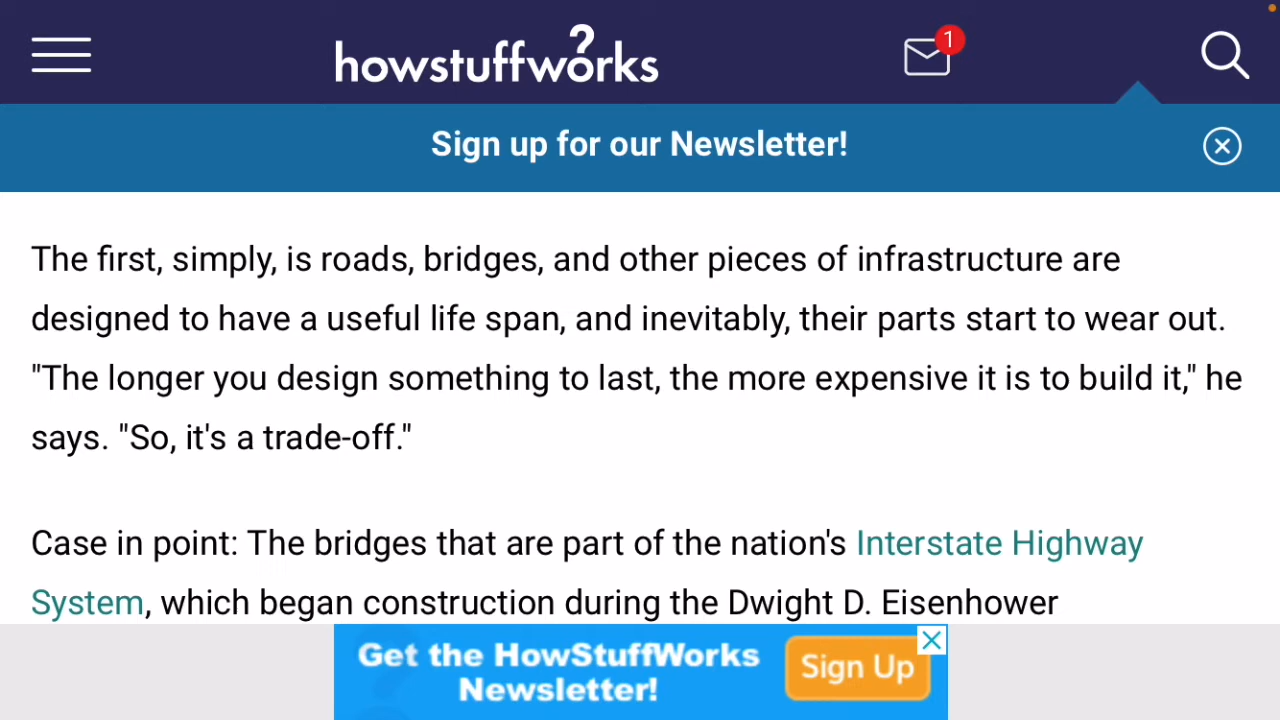 howstuffworks
1
Sign up for our Newsletter!
The first, simply, is roads, bridges, and other pieces of infrastructure are
designed to have a useful life span, and inevitably, their parts start to wear out.
"The longer you design something to last, the more expensive it is to build it," he
says. "So, it's a trade-off."
Case in point: The bridges that are part of the nation's Interstate Highway
System, which began construction during the Dwight D. Eisenhower
Get the HowStuffWorks
Newsletter!
Sign Up